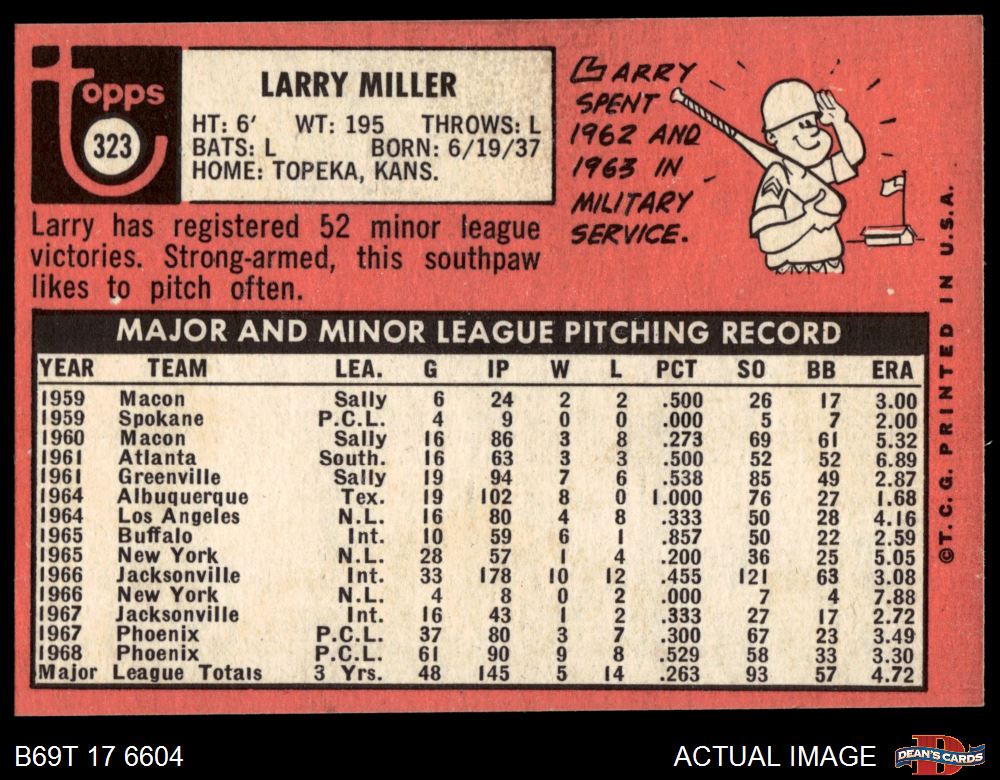 topps
323
LARRY MILLER
HT: 6' WT: 195 THROWS: L
BATS: L BORN: 6/19/37
HOME: TOPEKA, KANS.
Larry has registered 52 minor league
victories. Strong-armed, this southpaw
likes to pitch often.
LARRY
SPENT
1962 AND
1963 IN
MILITARY
SERVICE.
MAJOR AND MINOR LEAGUE PITCHING RECORD
YEAR TEAM LEA. G IP W L PCT SO BB ERA
1959 Macon Sally 6 24 2 2 .500 26 17 3.00
1959 Spokane P.C.L. 4 9 0 0 .000 5 7 2.00
1960 Macon Sally 16 86 3 8 .273 69 61 5.32
1961 Atlanta South. 16 63 3 3 .500 52 52 6.89
1961 Greenville Sally 19 94 7 6 .538 85 49 2.87
1964 Albuquerque Tex. 19 102 8 0 1.000 76 27 1.68
1964 Los Angeles N.L. 16 80 4 8 .333 50 28 4.16
1965 Buffalo Int. 10 59 6 1 .857 50 22 2.59
1965 New York N.L. 28 57 1 4 .200 36 25 5.05
1966 Jacksonville Int. 33 178 10 12 .455 121 63 3.08
1966 New York N.L. 4 8 0 2 .000 7 4 7.88
1967 Jacksonville Int. 16 43 1 2 .333 27 17 2.72
1967 Phoenix P.C.L. 37 80 3 7 .300 67 23 3.49
1968 Phoenix P.C.L. 61 90 9 8 .529 58 33 3.30
Major League Totals 3 Yrs. 48 145 5 14 .263 93 57 4.72
©T.C.G. PRINTED IN U.S.A.
B69T 17 6604
ACTUAL IMAGE
D
DEAN'S CARDS